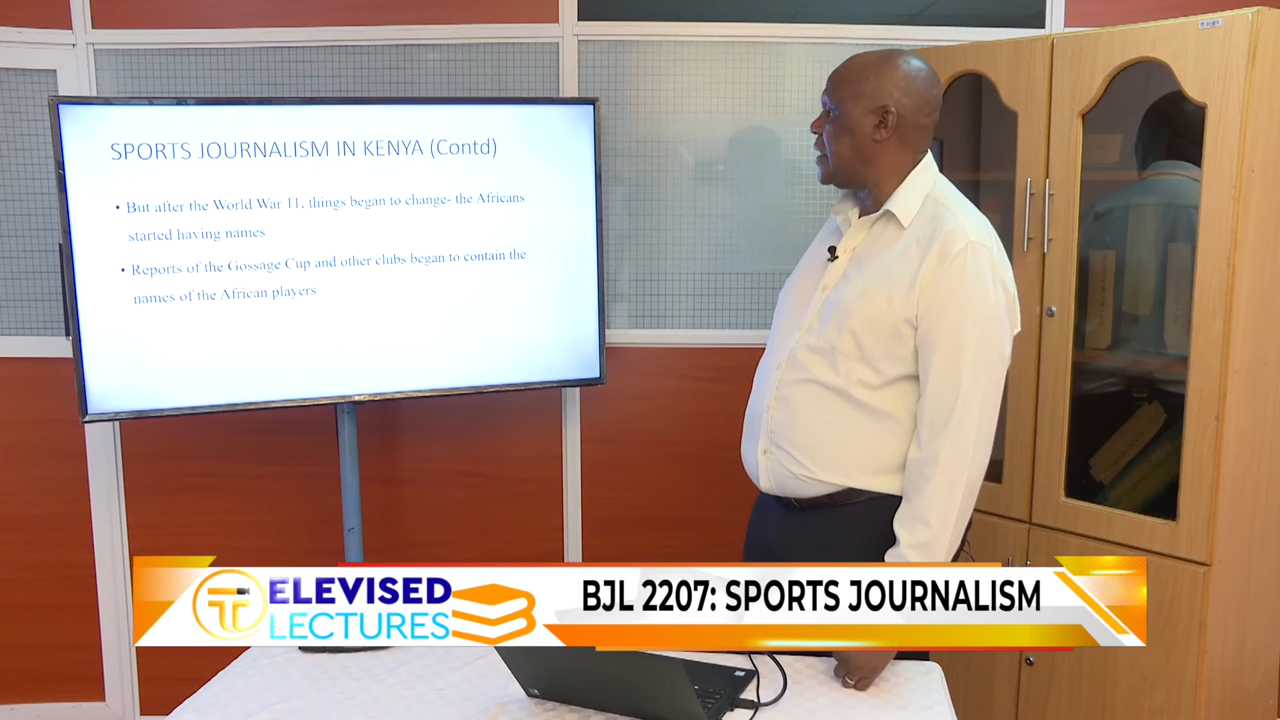 SPORTS JOURNALISM IN KENYA (Contd)
• But after the World War 11, things began to change- the Africans
started having names
• Reports of the Gossage Cup and other clubs began to contain the
names of the African players
TELEVISED
LECTURES
BJL 2207: SPORTS JOURNALISM